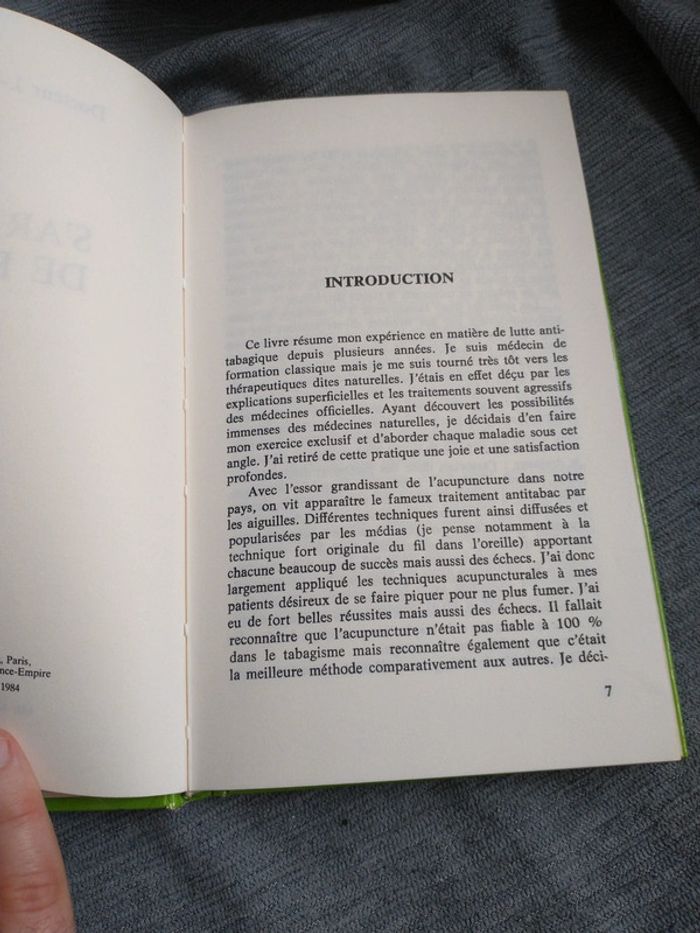 , Paris,
nce-Empire
1984
INTRODUCTION
Ce livre résume mon expérience en matière de lutte anti-
tabagique depuis plusieurs années. Je suis médecin de
formation classique mais je me suis tourné très tôt vers les
thérapeutiques dites naturelles. J'étais en effet déçu par les
explications superficielles et les traitements souvent agressifs
des médecines officielles. Ayant découvert les possibilités
immenses des médecines naturelles, je décidais d'en faire
mon exercice exclusif et d'aborder chaque maladie sous cet
angle. J'ai retiré de cette pratique une joie et une satisfaction
profondes.
Avec l'essor grandissant de l'acupuncture dans notre
pays, on vit apparaître le fameux traitement antitabac par
les aiguilles. Différentes techniques furent ainsi diffusées et
popularisées par les médias (je pense notamment à la
technique fort originale du fil dans l'oreille) apportant
chacune beaucoup de succès mais aussi des échecs. J'ai donc
largement appliqué les techniques acupuncturales à mes
patients désireux de se faire piquer pour ne plus fumer. J'ai
eu de fort belles réussites mais aussi des échecs. Il fallait
reconnaître que l'acupuncture n'était pas fiable à 100 %
dans le tabagisme mais reconnaître également que c'était
la meilleure méthode comparativement aux autres. Je déci-
7